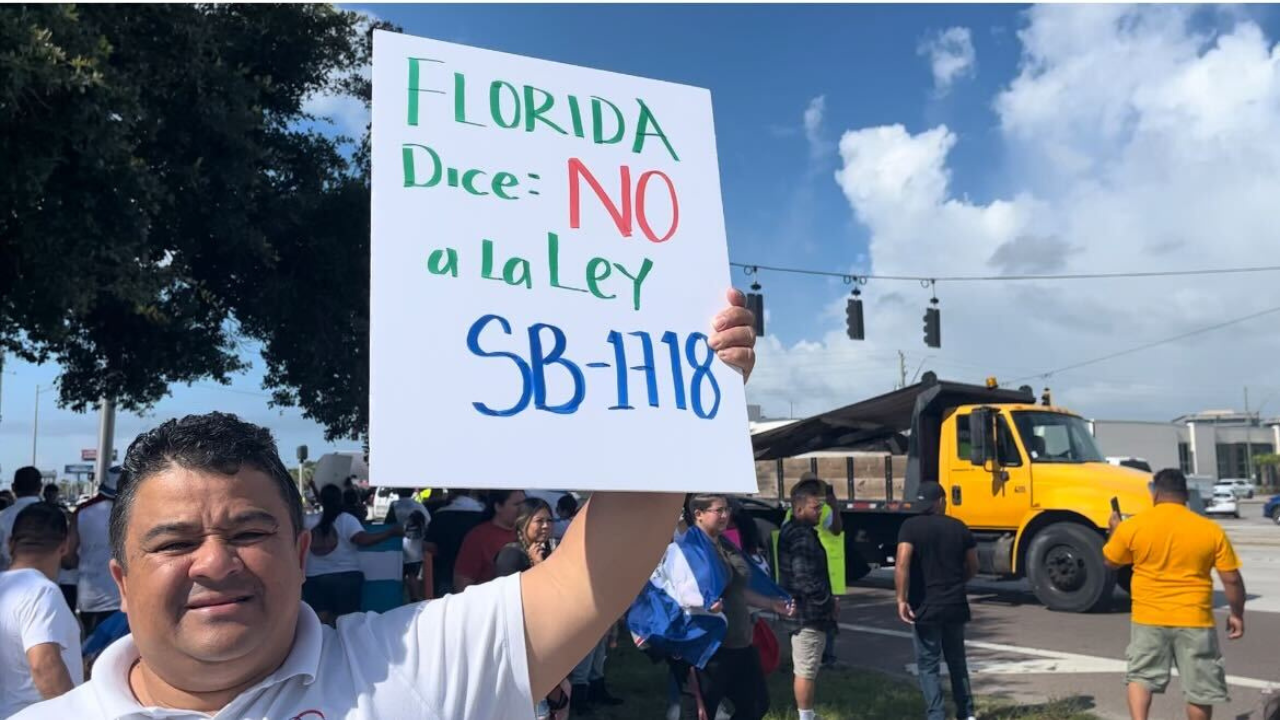 FLORIDA
Dice: NO
a La Ley
SB-1718